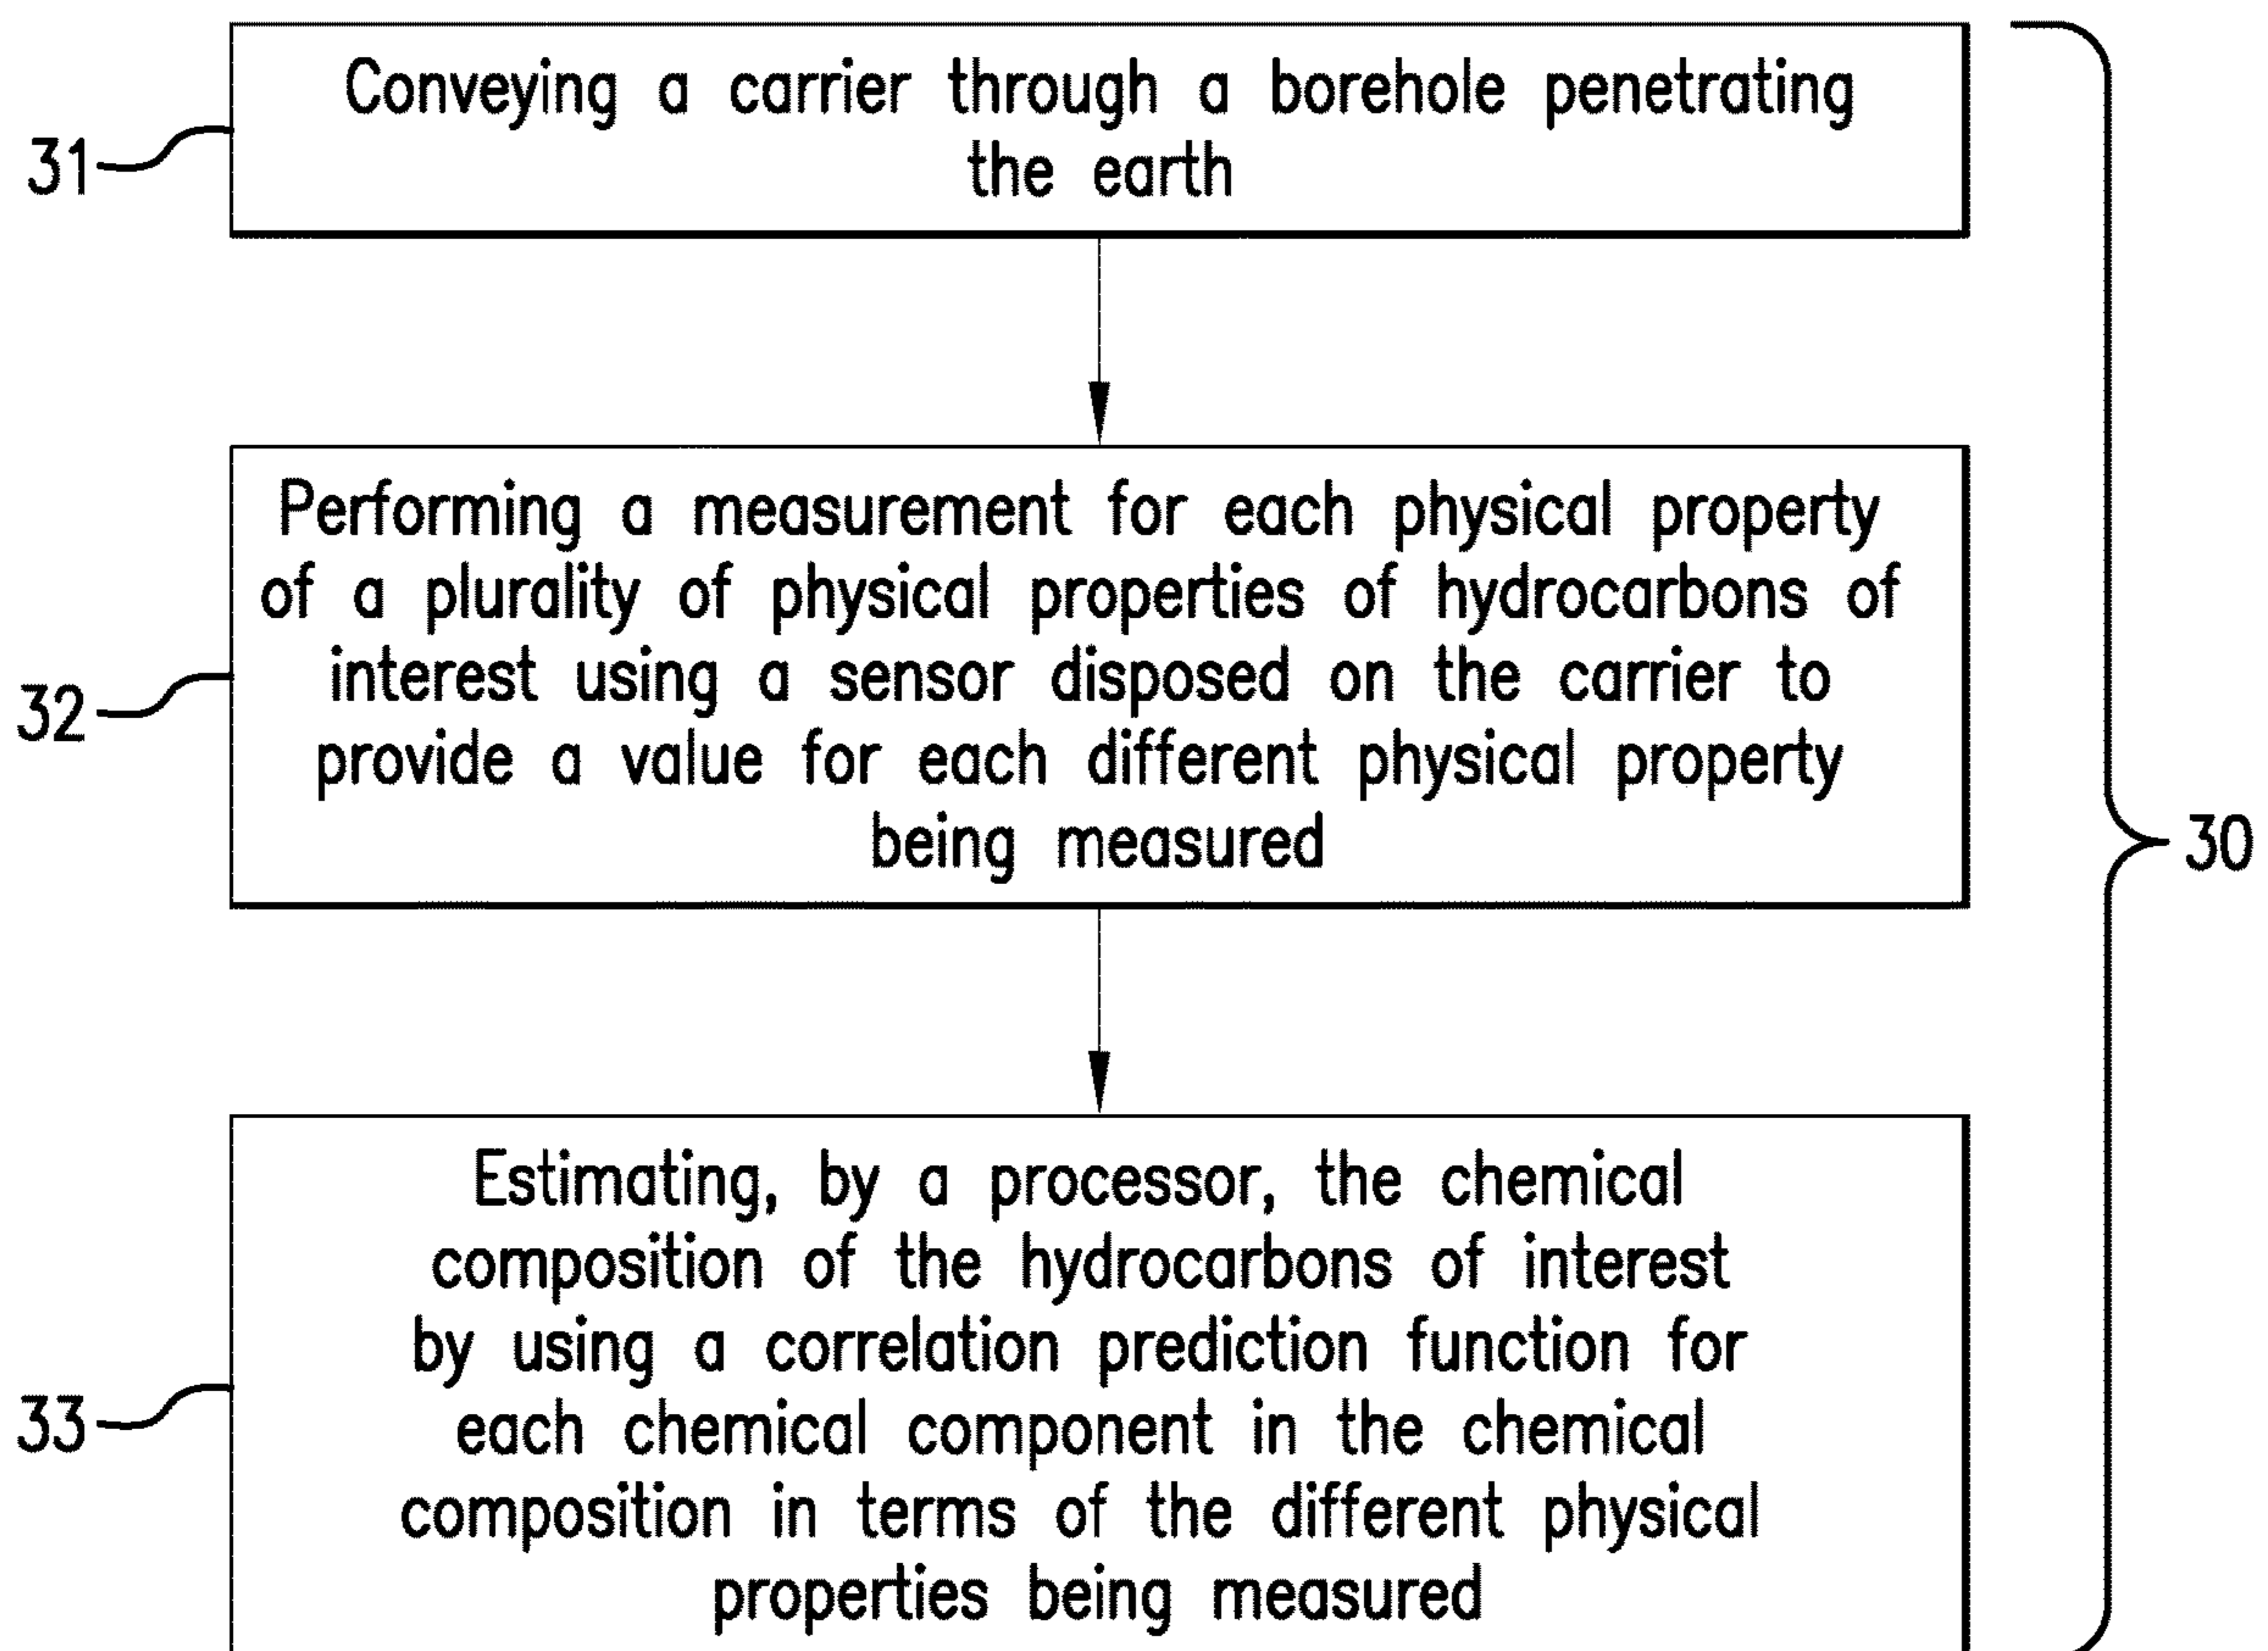 Conveying a carrier through a borehole penetrating
the earth
31
Performing a measurement for each physical property
of a plurality of physical properties of hydrocarbons of
interest using a sensor disposed on the carrier to
provide a value for each different physical property
being measured
32
30
Estimating, by a processor, the chemical
composition of the hydrocarbons of interest
by using a correlation prediction function for
each chemical component in the chemical
composition in terms of the different physical
properties being measured
33